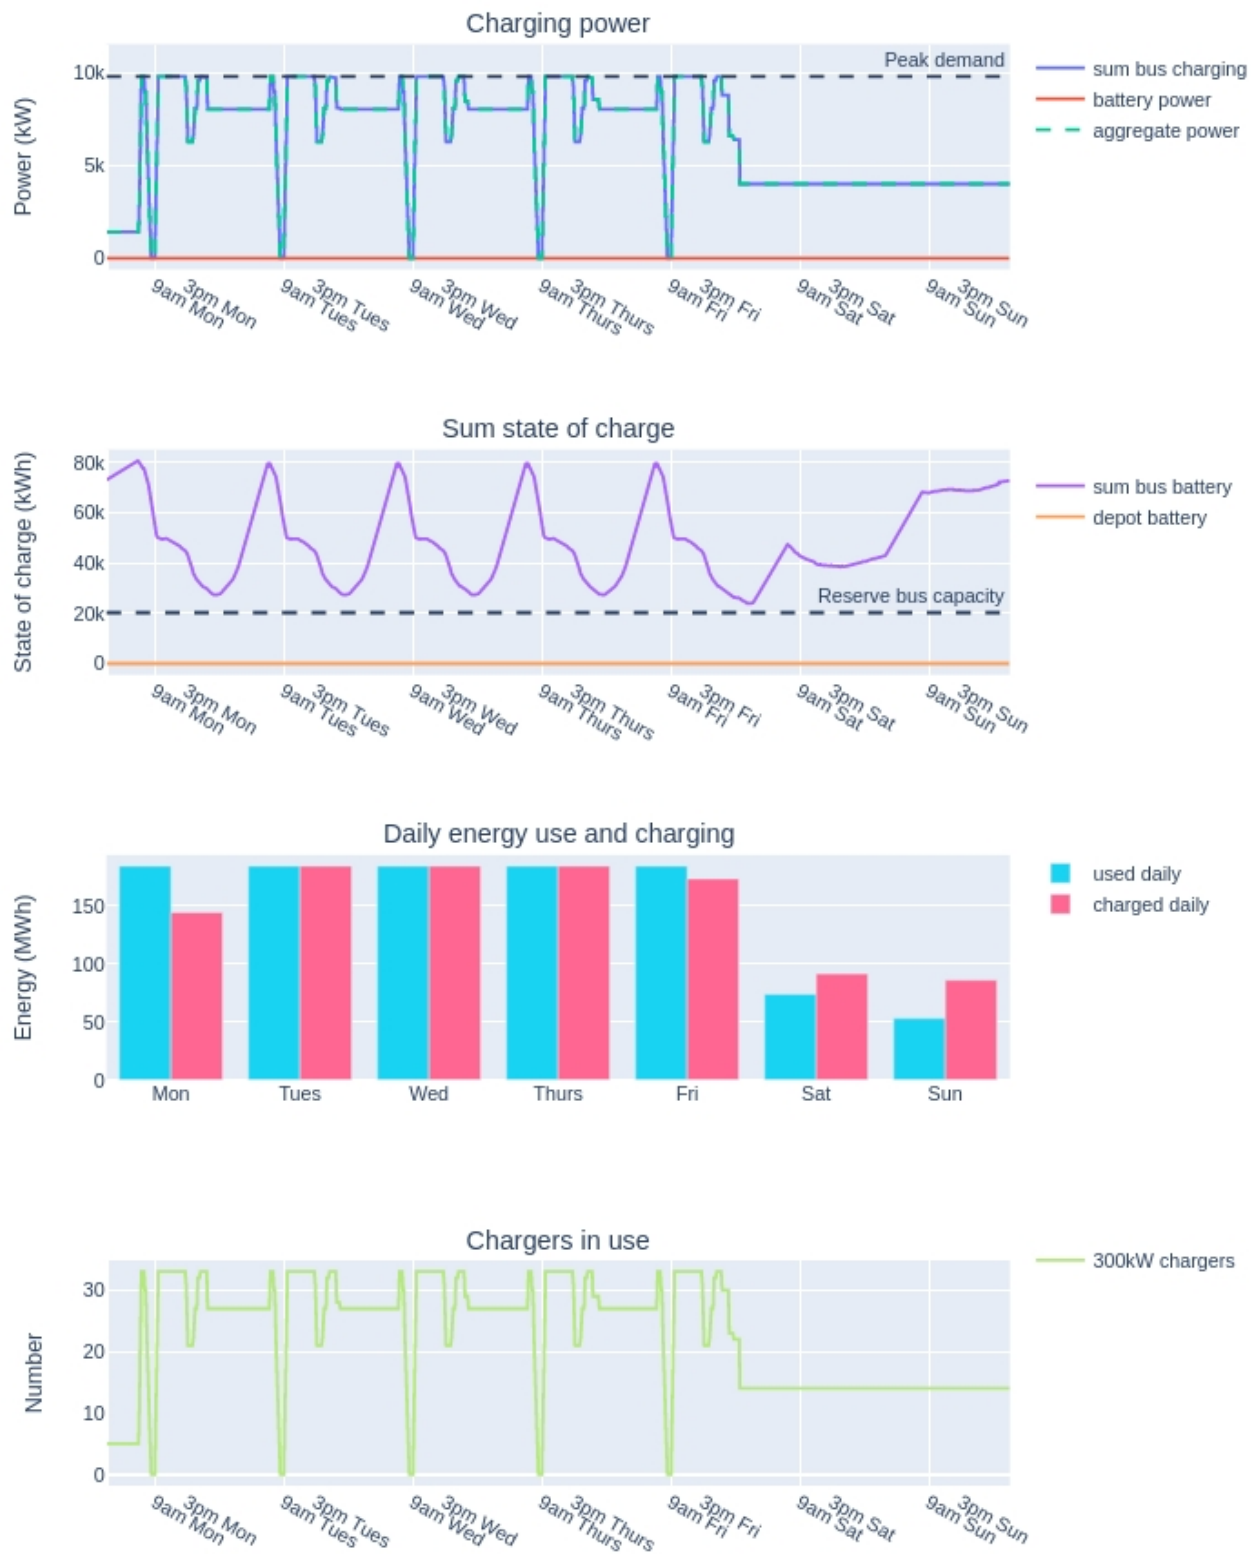 Charging power
Power (kW)
10k
5k
0
Peak demand
sum bus charging
battery power
aggregate power
9am Mon
3pm Mon
9am Tues
3pm Tues
9am Wed
3pm Wed
9am Thurs
3pm Thurs
9am Fri
3pm Fri
9am Sat
3pm Sat
9am Sun
3pm Sun
Sum state of charge
State of charge (kWh)
80k
60k
40k
20k
0
Reserve bus capacity
sum bus battery
depot battery
9am Mon
3pm Mon
9am Tues
3pm Tues
9am Wed
3pm Wed
9am Thurs
3pm Thurs
9am Fri
3pm Fri
9am Sat
3pm Sat
9am Sun
3pm Sun
Daily energy use and charging
Energy (MWh)
150
100
50
0
used daily
charged daily
Mon
Tues
Wed
Thurs
Fri
Sat
Sun
Chargers in use
Number
30
20
10
0
300kW chargers
9am Mon
3pm Mon
9am Tues
3pm Tues
9am Wed
3pm Wed
9am Thurs
3pm Thurs
9am Fri
3pm Fri
9am Sat
3pm Sat
9am Sun
3pm Sun